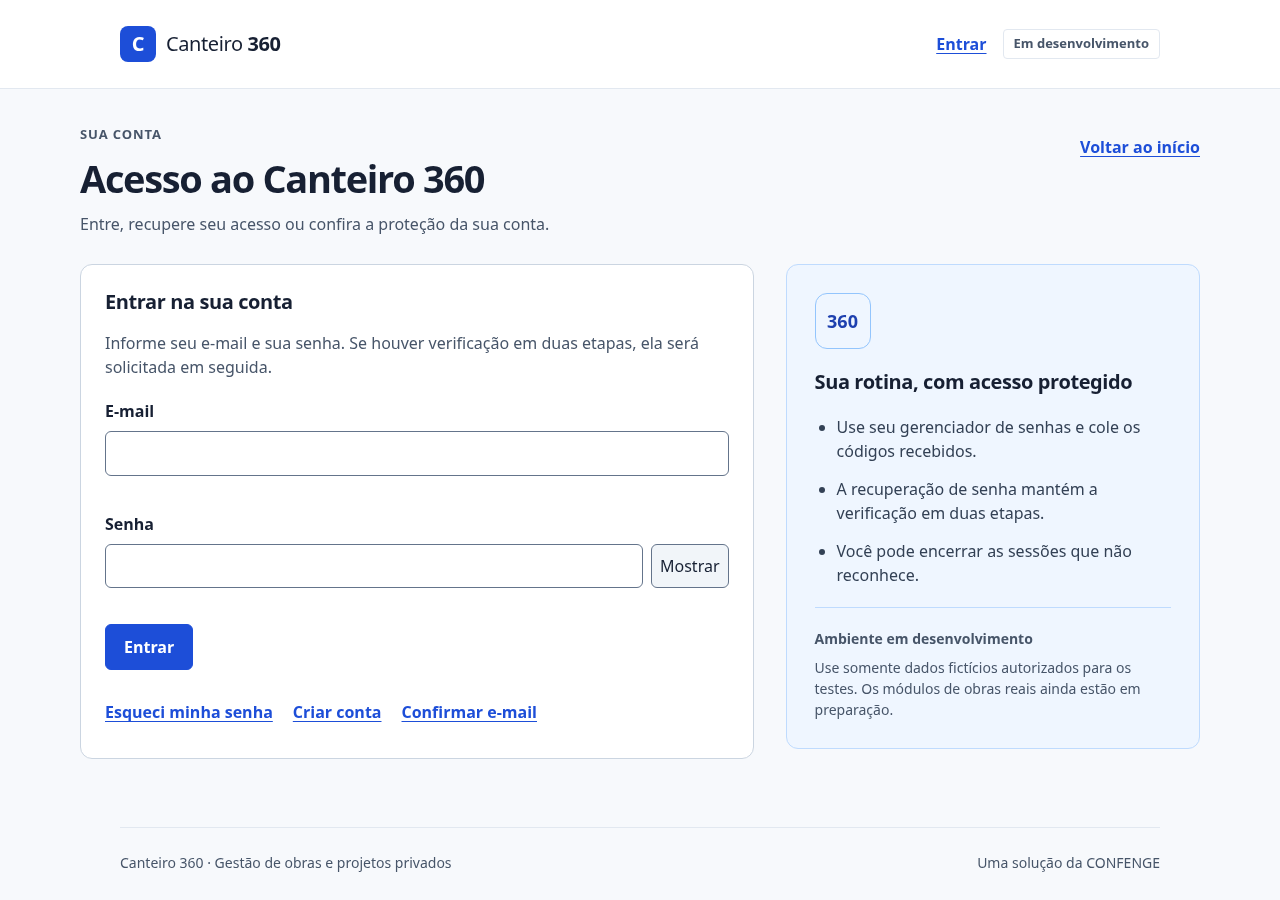 C Canteiro 360
Entrar
Em desenvolvimento
SUA CONTA
Voltar ao início
Acesso ao Canteiro 360
Entre, recupere seu acesso ou confira a proteção da sua conta.
Entrar na sua conta
Informe seu e-mail e sua senha. Se houver verificação em duas etapas, ela será
solicitada em seguida.
E-mail
Senha
Mostrar
Entrar
Esqueci minha senha
Criar conta
Confirmar e-mail
360
Sua rotina, com acesso protegido
Use seu gerenciador de senhas e cole os
códigos recebidos.
A recuperação de senha mantém a
verificação em duas etapas.
Você pode encerrar as sessões que não
reconhece.
Ambiente em desenvolvimento
Use somente dados fictícios autorizados para os
testes. Os módulos de obras reais ainda estão em
preparação.
Canteiro 360 · Gestão de obras e projetos privados
Uma solução da CONFENGE